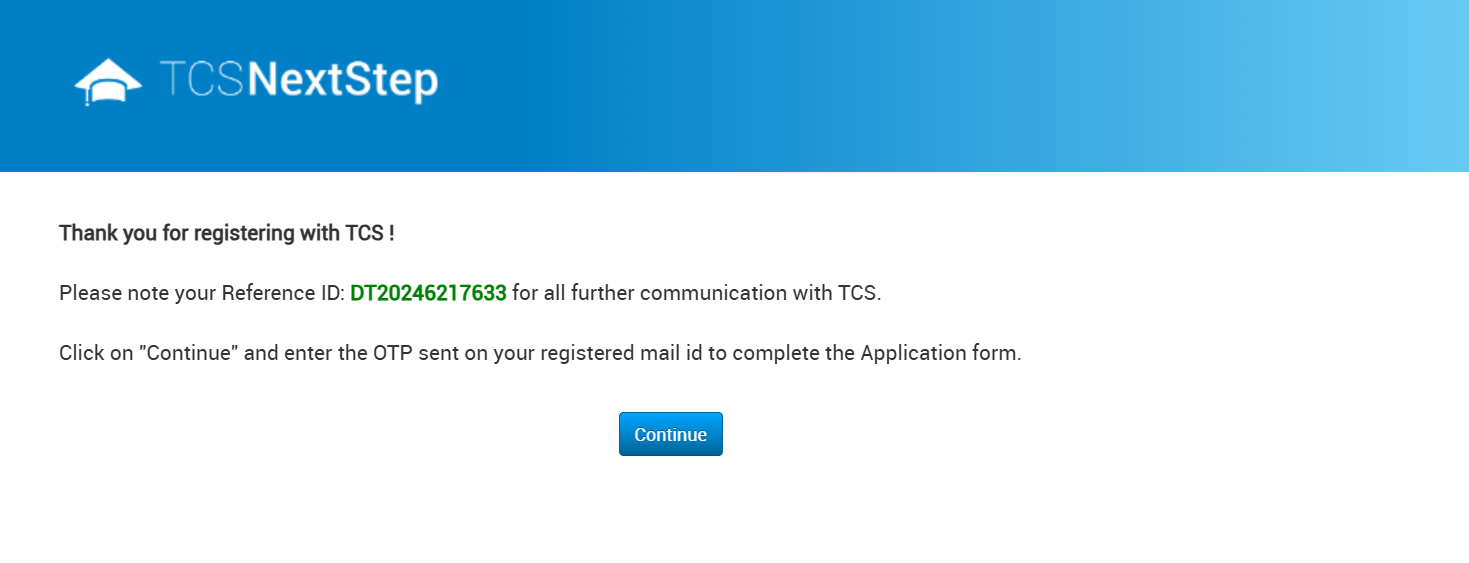 TCSNextStep
Thank you for registering with TCS !
Please note your Reference ID: DT20246217633 for all further communication with TCS.
Click on "Continue" and enter the OTP sent on your registered mail id to complete the Application form.
Continue